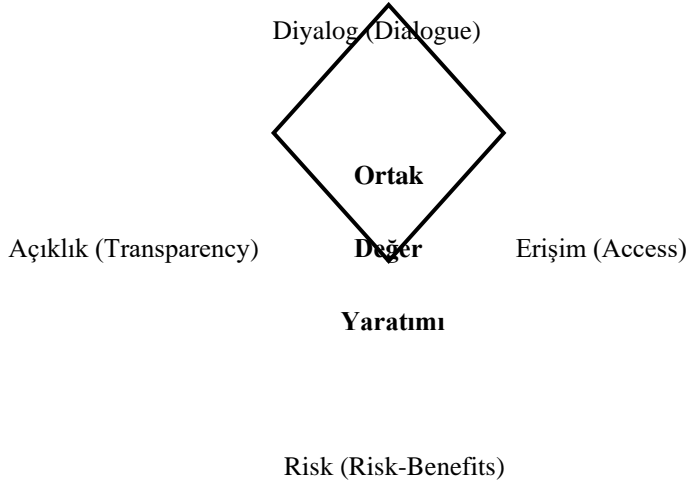 Diyalog (Dialogue)
Ortak
Açıklık (Transparency) Değer Erişim (Access)
Yaratımı
Risk (Risk-Benefits)